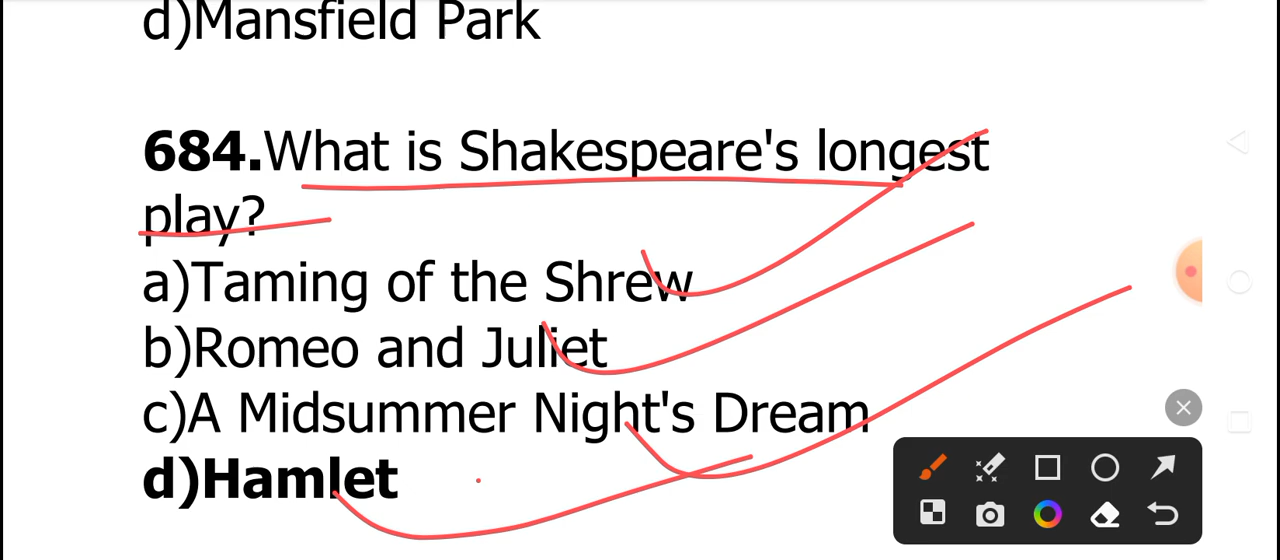 d)Mansfield Park
684.What is Shakespeare's longest
play?
a)Taming of the Shrew
b)Romeo and Juliet
c)A Midsummer Night's Dream
d)Hamlet